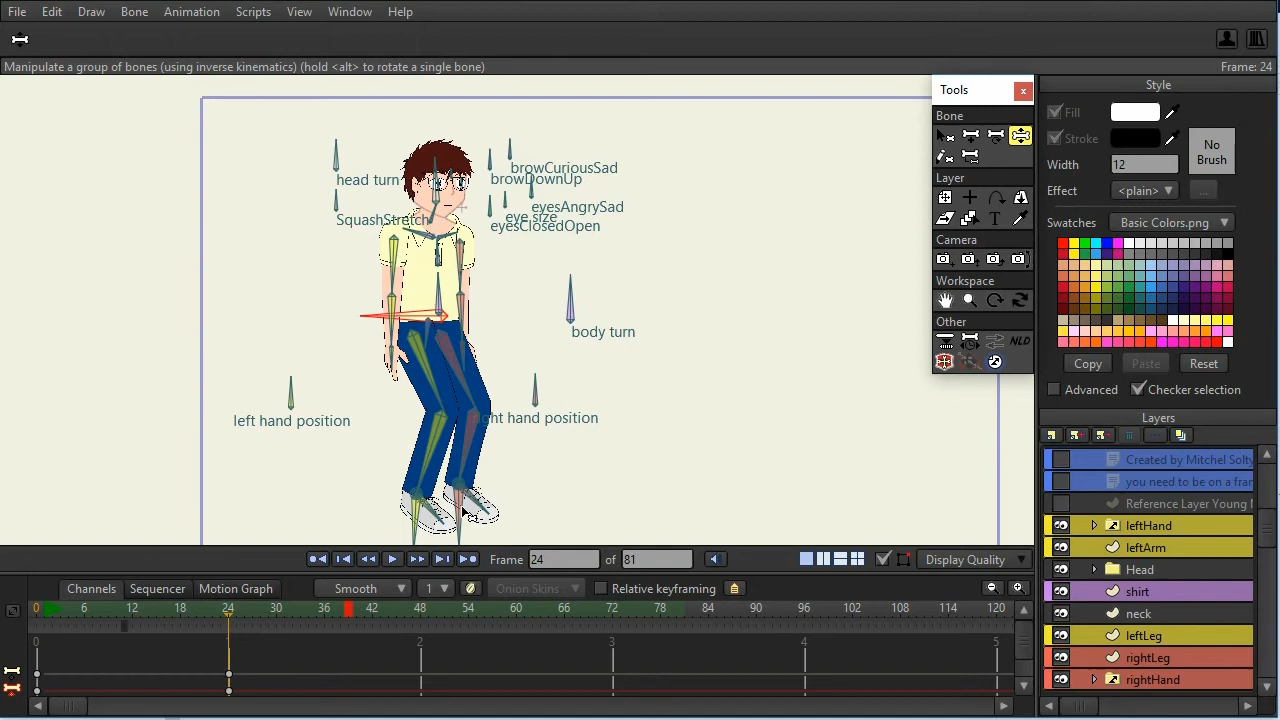 File Edit Draw Bone Animation Scripts View Window Help
Manipulate a group of bones (using inverse kinematics) (hold <alt> to rotate a single bone) Frame: 24
Tools
Bone
Layer
T
Camera
Workspace
Other
NLD
Style
Fill
Stroke
No Brush
Width 12
Effect <plain> ...
Swatches Basic Colors.png
Copy Paste Reset
Advanced Checker selection
Layers
Created by Mitchel Solty
you need to be on a fran
Reference Layer Young M
leftHand
leftArm
Head
shirt
neck
leftLeg
rightLeg
rightHand
head turn
SquashStretch
browCuriousSad
browDownUp
eyesAngrySad
eye size
eyesClosedOpen
body turn
left hand position
right hand position
Frame 24 of 81 Display Quality
Channels Sequencer Motion Graph Smooth 1 Onion Skins Relative keyframing
0 6 12 18 24 30 36 42 48 54 60 66 72 78 84 90 96 102 108 114 120
0 1 2 3 4 5